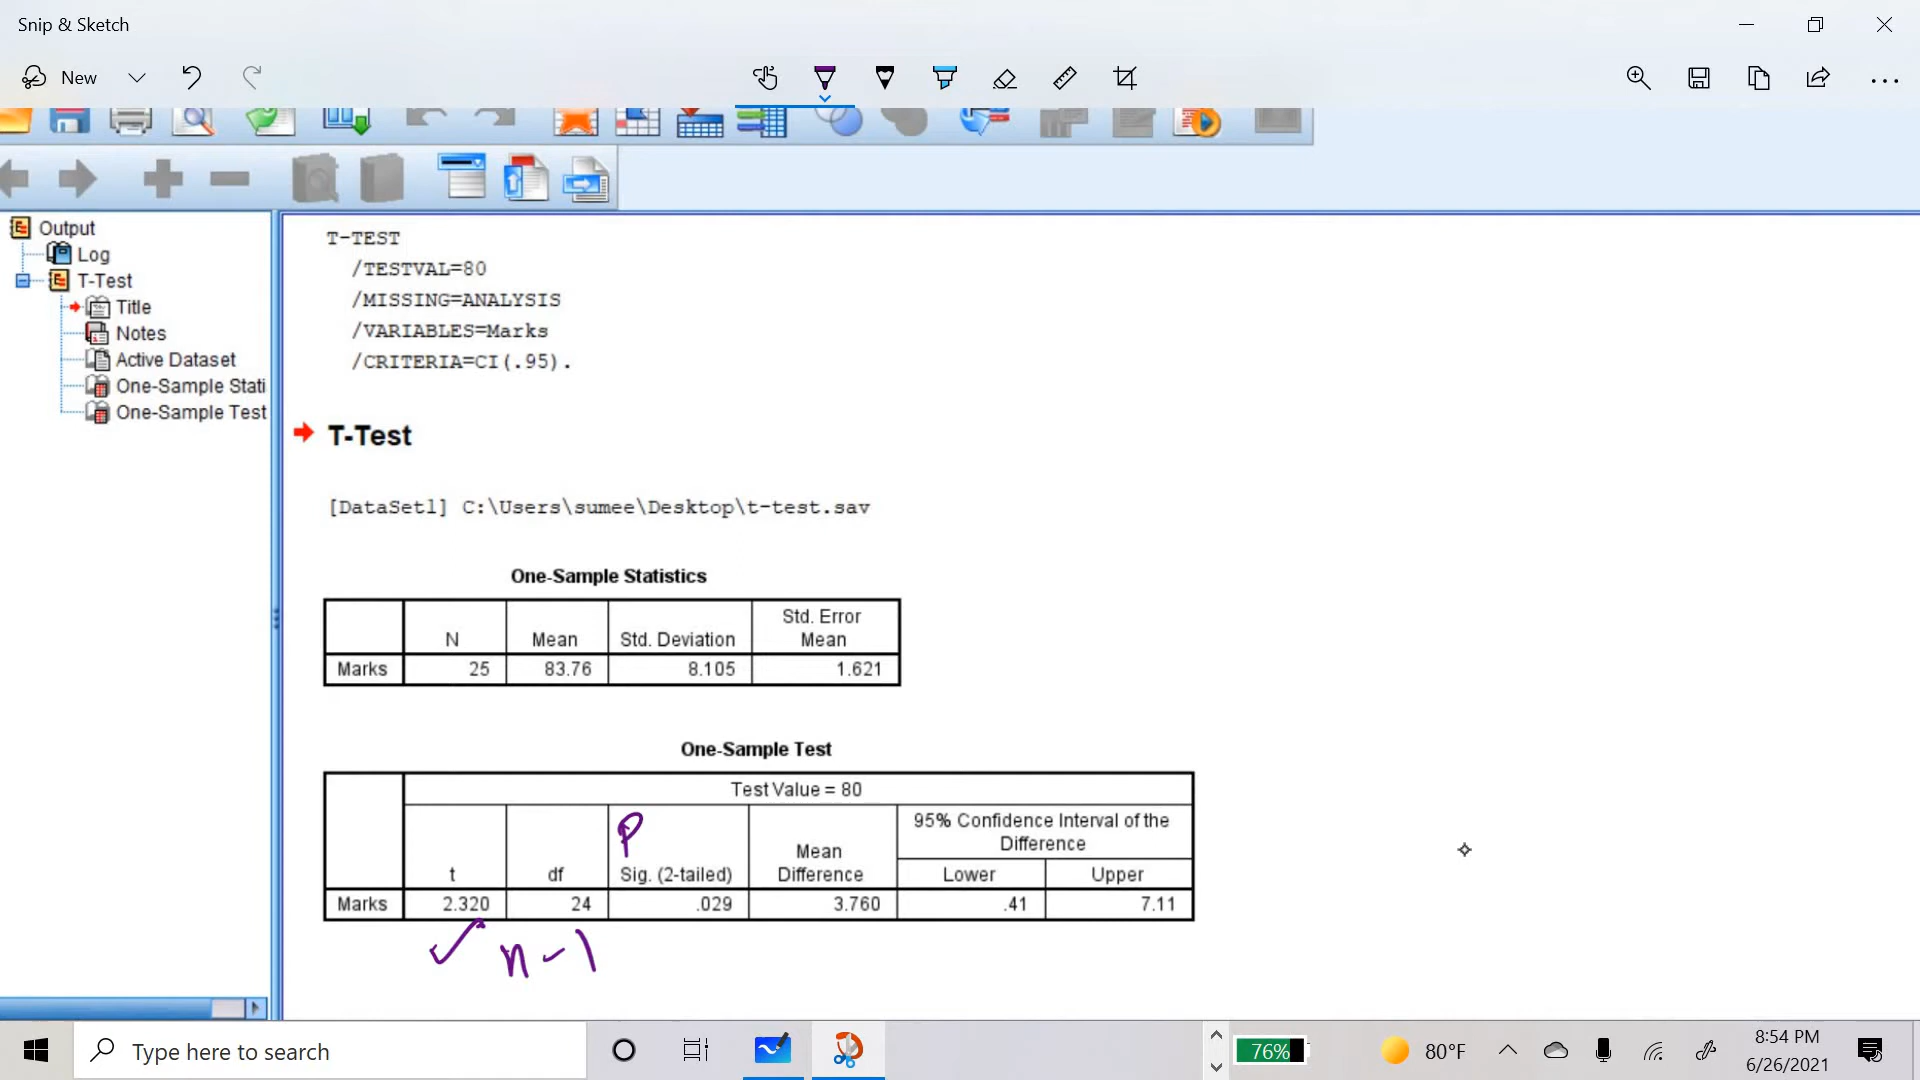 Snip & Sketch
New
Output
Log
T-Test
Title
Notes
Active Dataset
One-Sample Stati
One-Sample Test
T-TEST
/TESTVAL=80
/MISSING=ANALYSIS
/VARIABLES=Marks
/CRITERIA=CI(.95).
T-Test
[DataSet1] C:\Users\sumee\Desktop\t-test.sav
One-Sample Statistics
N Mean Std. Deviation Std. Error Mean
Marks 25 83.76 8.105 1.621
One-Sample Test
Test Value = 80
P
95% Confidence Interval of the Difference
t df Sig. (2-tailed) Mean Difference Lower Upper
Marks 2.320 24 .029 3.760 .41 7.11
n - 1
Type here to search
76%
80°F
8:54 PM
6/26/2021